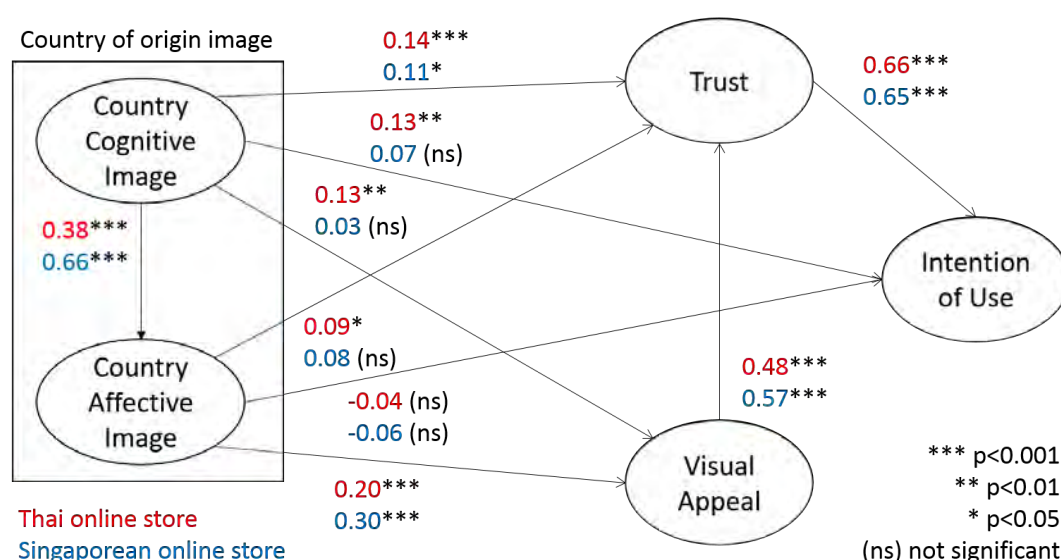 Country of origin image
Country
Cognitive
Image
0.38***
0.66***
Country
Affective
Image
0.14***
0.11*
0.13**
0.07 (ns)
0.13**
0.03 (ns)
0.09*
0.08 (ns)
-0.04 (ns)
-0.06 (ns)
0.20***
0.30***
Trust
0.66***
0.65***
Intention
of Use
0.48***
0.57***
Visual
Appeal
*** p<0.001
** p<0.01
* p<0.05
(ns) not significant
Thai online store
Singaporean online store